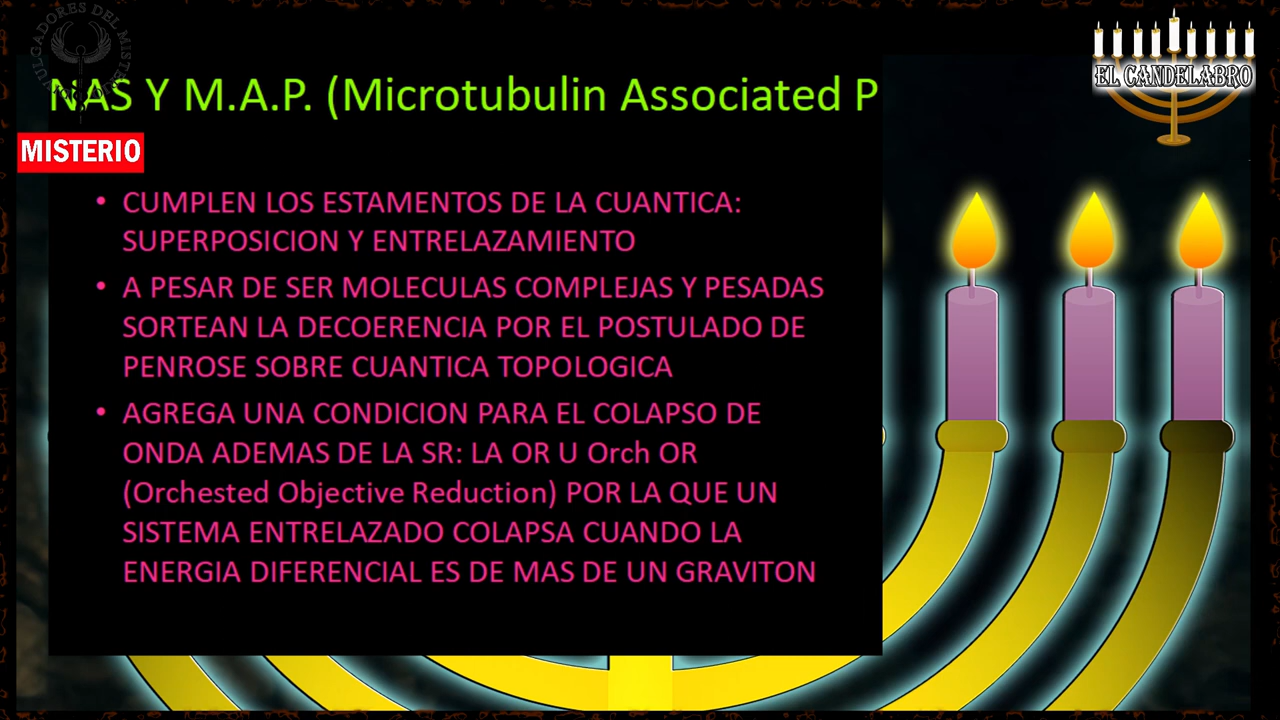 NAS Y M.A.P. (Microtubulin Associated P
EL CANDELABRO
MISTERIO
• CUMPLEN LOS ESTAMENTOS DE LA CUANTICA:
SUPERPOSICION Y ENTRELAZAMIENTO
• A PESAR DE SER MOLECULAS COMPLEJAS Y PESADAS
SORTEAN LA DECOERENCIA POR EL POSTULADO DE
PENROSE SOBRE CUANTICA TOPOLOGICA
• AGREGA UNA CONDICION PARA EL COLAPSO DE
ONDA ADEMAS DE LA SR: LA OR U Orch OR
(Orchested Objective Reduction) POR LA QUE UN
SISTEMA ENTRELAZADO COLAPSA CUANDO LA
ENERGIA DIFERENCIAL ES DE MAS DE UN GRAVITON